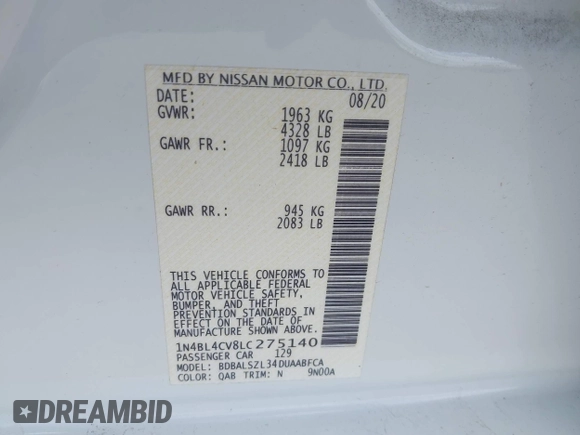 MFD BY NISSAN MOTOR CO., LTD.
DATE: 08/20
GVWR: 1963 KG
4328 LB
GAWR FR.: 1097 KG
2418 LB
GAWR RR.: 945 KG
2083 LB
THIS VEHICLE CONFORMS TO
ALL APPLICABLE FEDERAL
MOTOR VEHICLE SAFETY,
BUMPER, AND THEFT
PREVENTION STANDARDS IN
EFFECT ON THE DATE OF
MANUFACTURE SHOWN ABOVE.
1N4BL4CV8LC275140
PASSENGER CAR 129
MODEL: BDBALSZL34DUAABFCA
COLOR: QAB TRIM: N 9N00A
DREAMBID